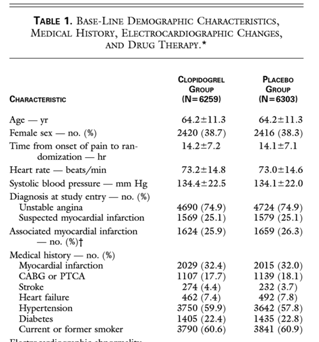 TABLE 1. BASE-LINE DEMOGRAPHIC CHARACTERISTICS,
MEDICAL HISTORY, ELECTROCARDIOGRAPHIC CHANGES,
AND DRUG THERAPY.*
CHARACTERISTIC
CLOPIDOGREL GROUP (N=6259)
PLACEBO GROUP (N=6303)
Age — yr 64.2±11.3 64.2±11.3
Female sex — no. (%) 2420 (38.7) 2416 (38.3)
Time from onset of pain to ran-
domization — hr 14.2±7.2 14.1±7.1
Heart rate — beats/min 73.2±14.8 73.0±14.6
Systolic blood pressure — mm Hg 134.4±22.5 134.1±22.0
Diagnosis at study entry — no. (%)
Unstable angina 4690 (74.9) 4724 (74.9)
Suspected myocardial infarction 1569 (25.1) 1579 (25.1)
Associated myocardial infarction 1624 (25.9) 1659 (26.3)
— no. (%)†
Medical history — no. (%)
Myocardial infarction 2029 (32.4) 2015 (32.0)
CABG or PTCA 1107 (17.7) 1139 (18.1)
Stroke 274 (4.4) 232 (3.7)
Heart failure 462 (7.4) 492 (7.8)
Hypertension 3750 (59.9) 3642 (57.8)
Diabetes 1405 (22.4) 1435 (22.8)
Current or former smoker 3790 (60.6) 3841 (60.9)